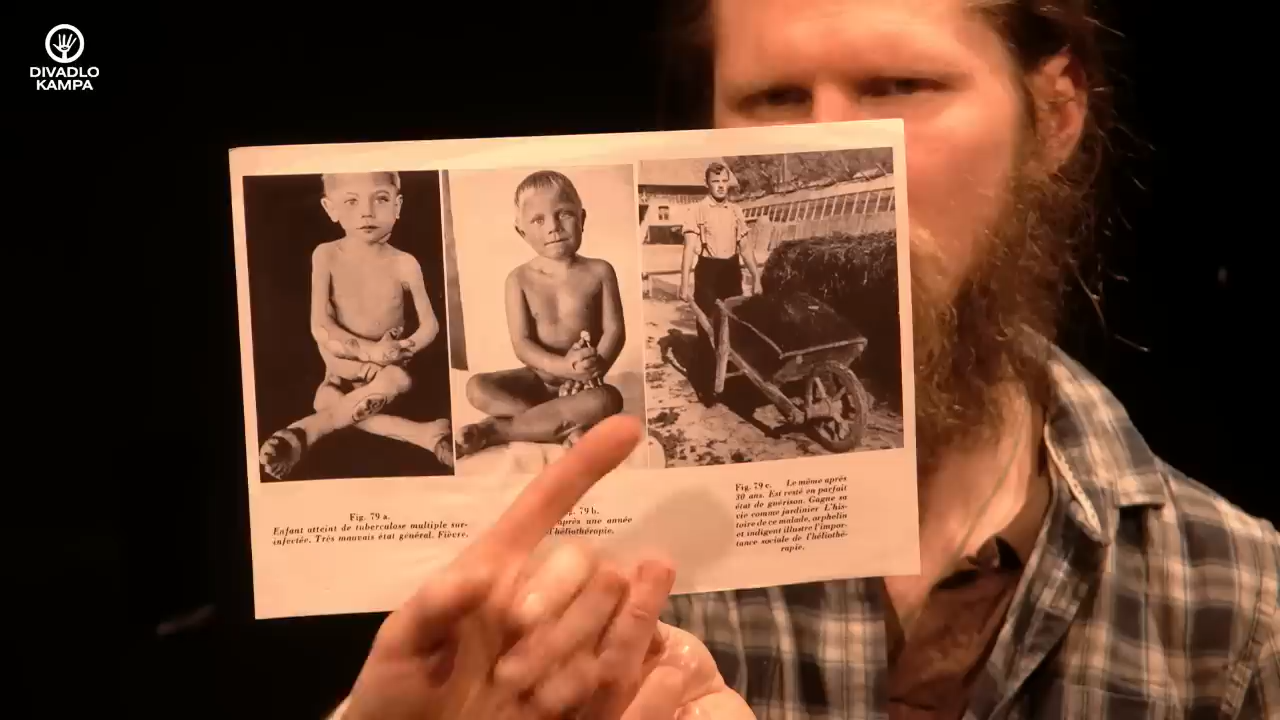 DIVADLO
KAMPA
Fig. 79 a.
Enfant atteint de tuberculose multiple sur-
infectée. Très mauvais état général. Fièvre.
79 b.
après une année
l'héliothérapie.
Fig. 79 c. Le même après
30 ans. Est resté en parfait
état de guérison. Gagne sa
vie comme jardinier L'his-
toire de ce malade, orphelin
et indigent illustre l'impor-
tance sociale de l'héliothé-
rapie.